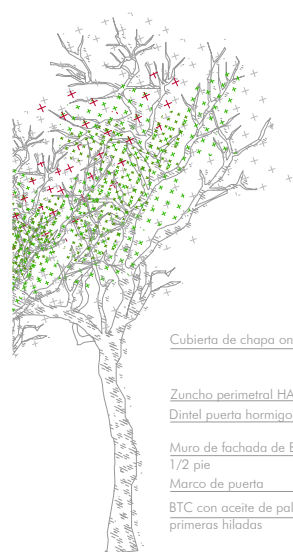 Cubierta de chapa on
Zuncho perimetral HA
Dintel puerta hormigo
Muro de fachada de B
1/2 pie
Marco de puerta
BTC con aceite de pal
primeras hiladas